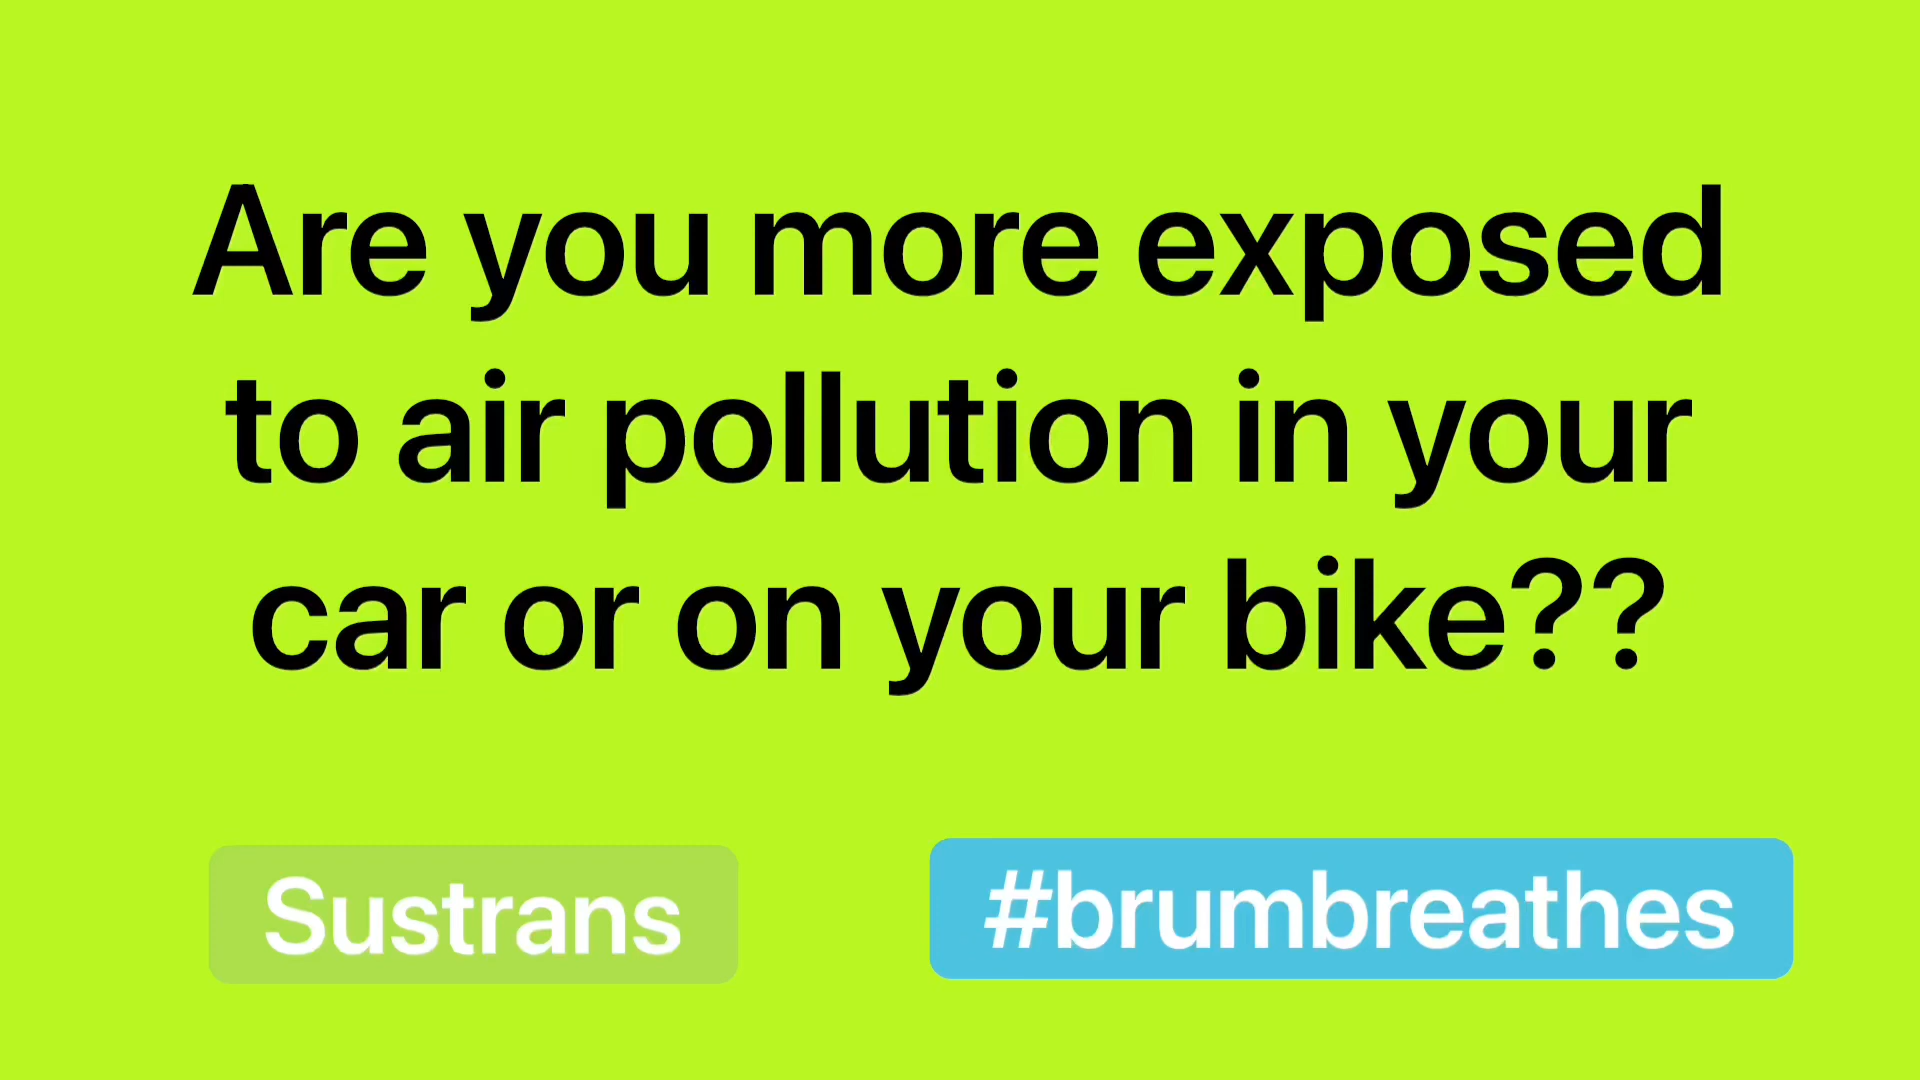 Are you more exposed
to air pollution in your
car or on your bike??
Sustrans
#brumbreathes